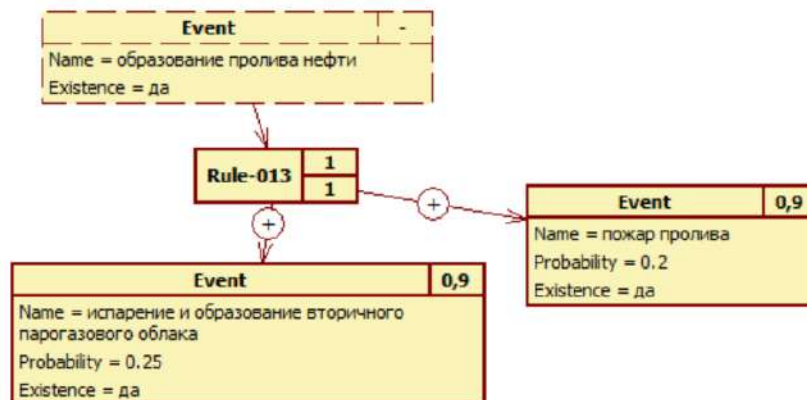 Event -
Name = образование пролива нефти
Existence = да
Rule-013 1
1
+
+
Event 0,9
Name = пожар пролива
Probability = 0.2
Existence = да
Event 0,9
Name = испарение и образование вторичного
парогазового облака
Probability = 0.25
Existence = да